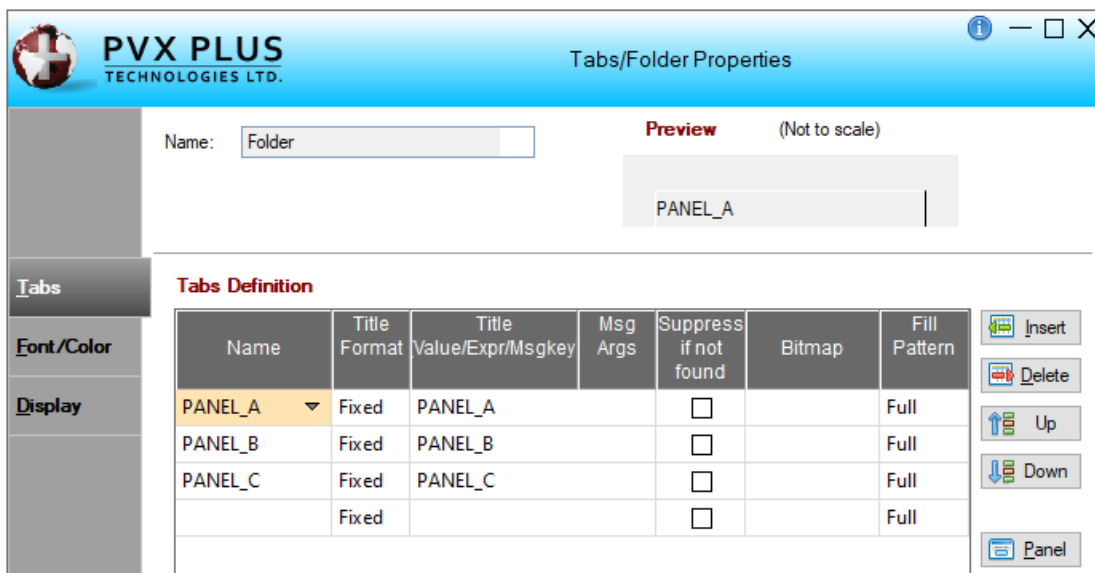 PVX PLUS
TECHNOLOGIES LTD.
Tabs/Folder Properties
Name: Folder
Preview (Not to scale)
PANEL_A
Tabs
Font/Color
Display
Tabs Definition
Name Title Format Title Value/Expr/Msgkey Msg Args Suppress if not found Bitmap Fill Pattern
PANEL_A Fixed PANEL_A Full
PANEL_B Fixed PANEL_B Full
PANEL_C Fixed PANEL_C Full
Fixed Full
Insert
Delete
Up
Down
Panel